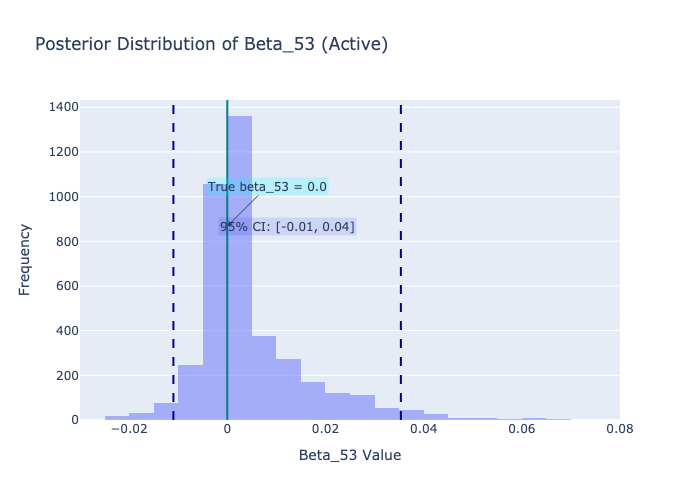 Posterior Distribution of Beta_53 (Active)
1400
1200
1000
800
600
400
200
0
Frequency
True beta_53 = 0.0
95% CI: [-0.01, 0.04]
−0.02
0
0.02
0.04
0.06
0.08
Beta_53 Value